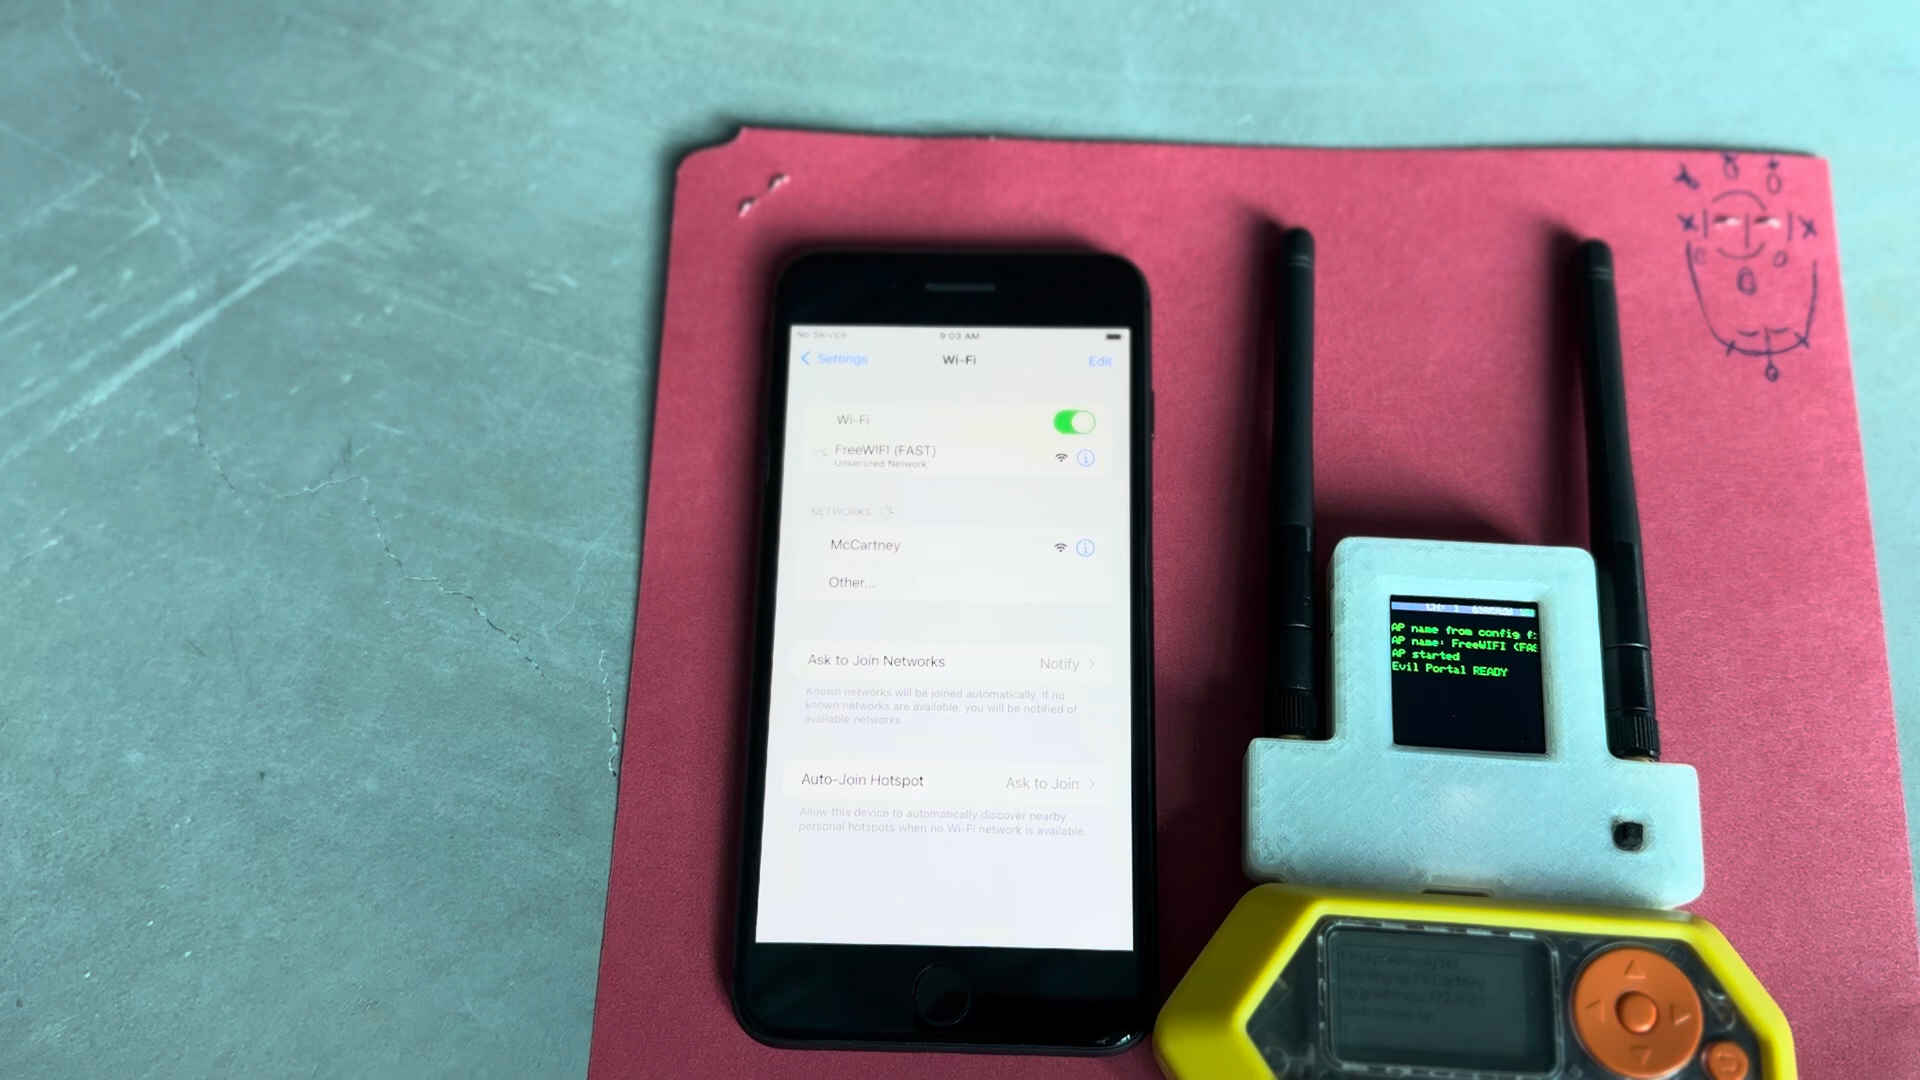 No Service
9:03 AM
Settings
Wi-Fi
Edit
Wi-Fi
FreeWIFI (FAST)
Unsecured Network
NETWORKS
McCartney
Other...
Ask to Join Networks
Notify
Known networks will be joined automatically. If no
known networks are available, you will be notified of
available networks.
Auto-Join Hotspot
Ask to Join
Allow this device to automatically discover nearby
personal hotspots when no Wi-Fi network is available.
CH: 1
AP name from config f
AP name: FreeWIFI (FAS
AP started
Evil Portal READY